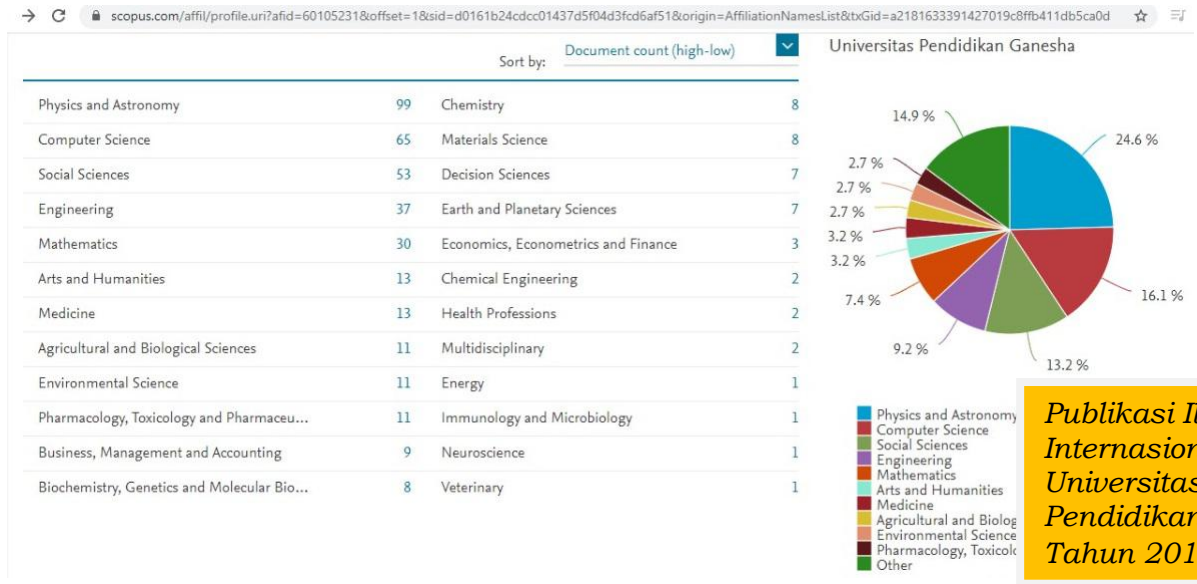 scopus.com/affil/profile.uri?afid=60105231&offset=1&sid=d0161b24cdcc01437d5f04d3fcd6af51&origin=AffiliationNamesList&txGid=a2181633391427019c8ffb411db5ca0d
Sort by: Document count (high-low)
Physics and Astronomy 99 Chemistry 8
Computer Science 65 Materials Science 8
Social Sciences 53 Decision Sciences 7
Engineering 37 Earth and Planetary Sciences 7
Mathematics 30 Economics, Econometrics and Finance 3
Arts and Humanities 13 Chemical Engineering 2
Medicine 13 Health Professions 2
Agricultural and Biological Sciences 11 Multidisciplinary 2
Environmental Science 11 Energy 1
Pharmacology, Toxicology and Pharmaceu... 11 Immunology and Microbiology 1
Business, Management and Accounting 9 Neuroscience 1
Biochemistry, Genetics and Molecular Bio... 8 Veterinary 1
Universitas Pendidikan Ganesha
14.9 %
24.6 %
2.7 %
2.7 %
2.7 %
3.2 %
3.2 %
7.4 %
16.1 %
9.2 %
13.2 %
Physics and Astronomy
Computer Science
Social Sciences
Engineering
Mathematics
Arts and Humanities
Medicine
Agricultural and Biolog
Environmental Science
Pharmacology, Toxicolo
Other
Publikasi
Internasion
Universitas
Pendidikan
Tahun 201